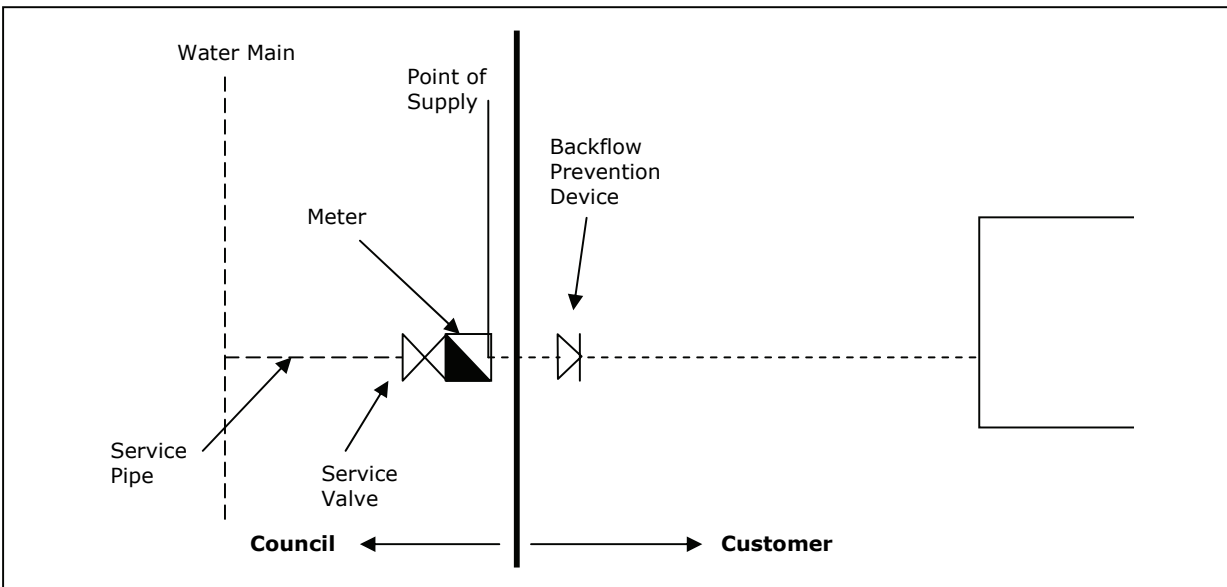 Water Main
Point of
Supply
Backflow
Prevention
Device
Meter
Service
Pipe
Service
Valve
Council
Customer